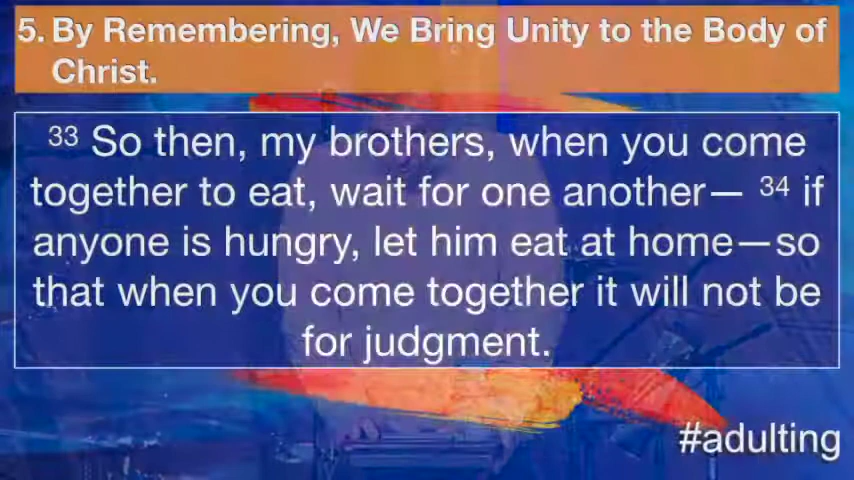 5. By Remembering, We Bring Unity to the Body of
Christ.
33 So then, my brothers, when you come
together to eat, wait for one another— 34 if
anyone is hungry, let him eat at home—so
that when you come together it will not be
for judgment.
#adulting